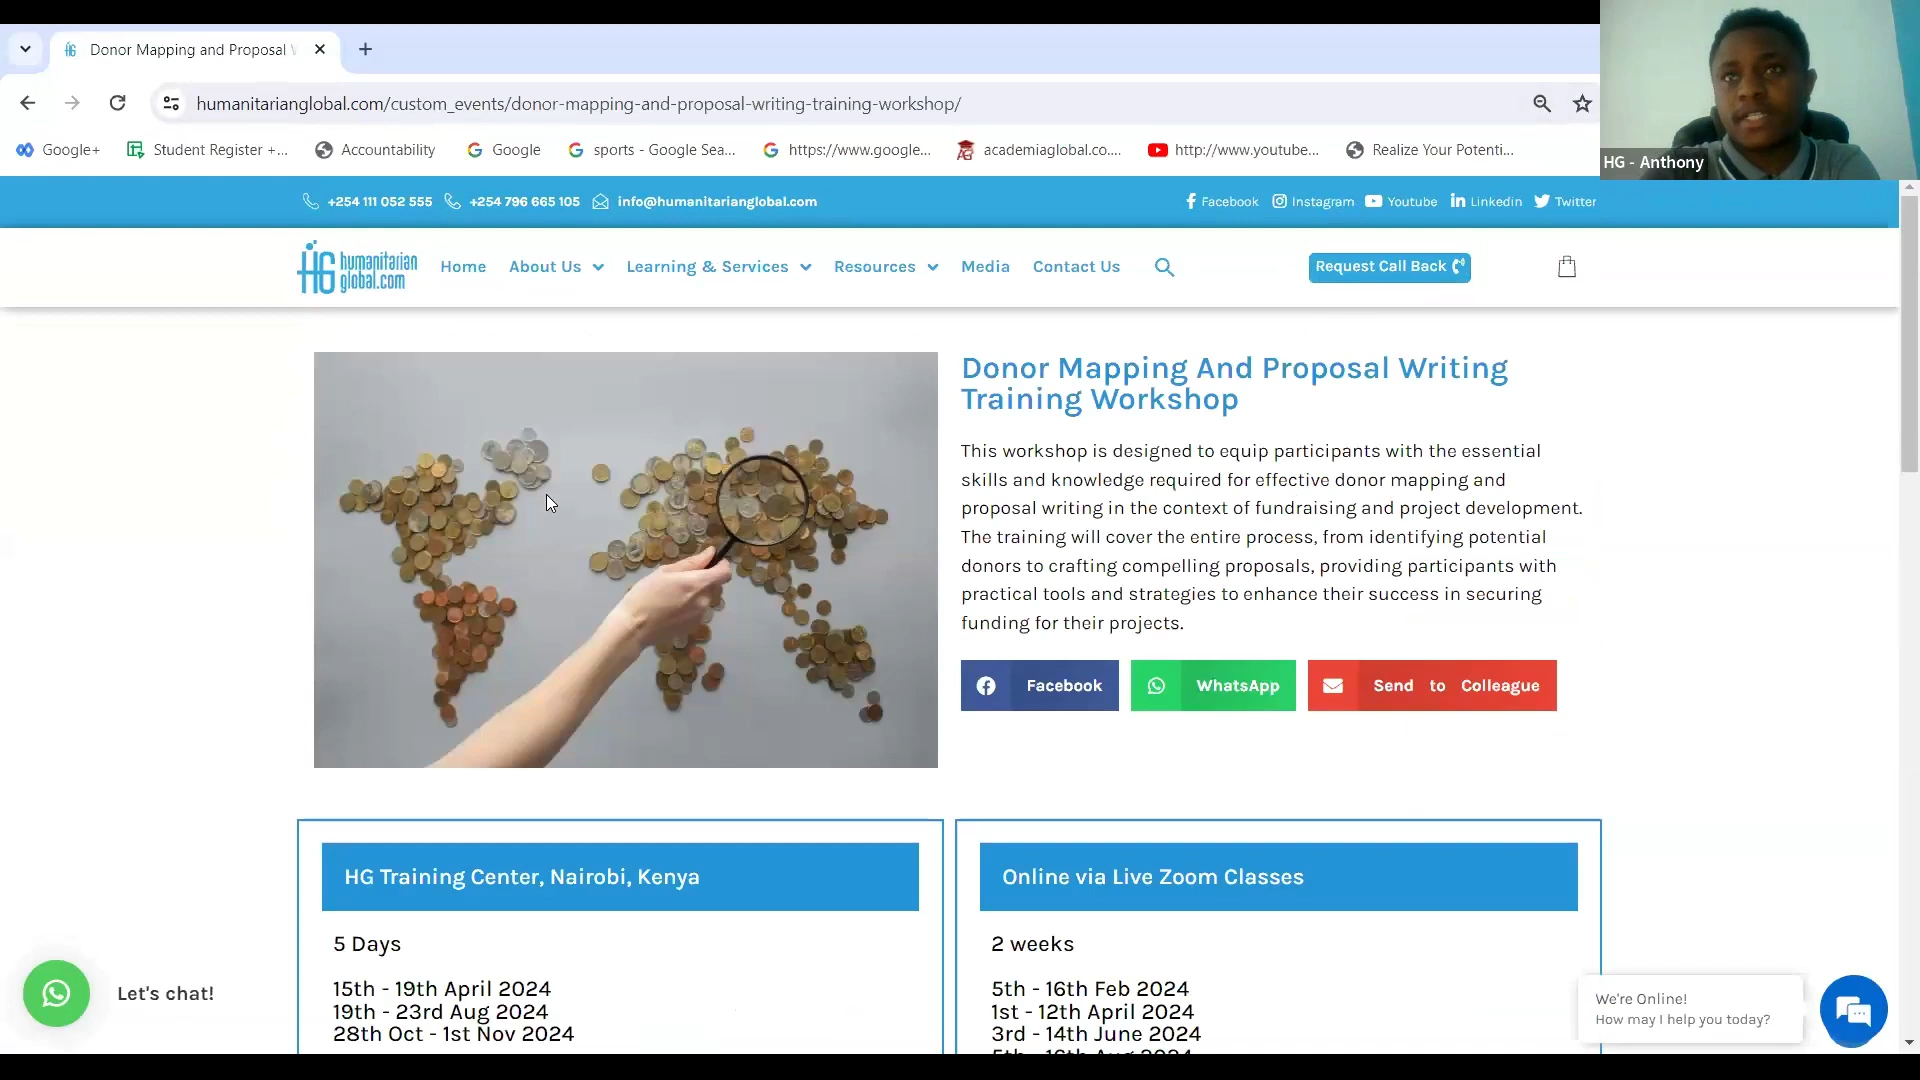 Donor Mapping and Proposal
humanitarianglobal.com/custom_events/donor-mapping-and-proposal-writing-training-workshop/
Google+
Student Register +...
Accountability
Google
sports - Google Sea...
https://www.google...
academiaglobal.co....
http://www.youtube...
Realize Your Potenti...
HG - Anthony
+254 111 052 555
+254 796 665 105
info@humanitarianglobal.com
Facebook
Instagram
Youtube
Linkedin
Twitter
HG humanitarian
global.com
Home
About Us
Learning & Services
Resources
Media
Contact Us
Request Call Back
Donor Mapping And Proposal Writing
Training Workshop
This workshop is designed to equip participants with the essential
skills and knowledge required for effective donor mapping and
proposal writing in the context of fundraising and project development.
The training will cover the entire process, from identifying potential
donors to crafting compelling proposals, providing participants with
practical tools and strategies to enhance their success in securing
funding for their projects.
Facebook
WhatsApp
Send to Colleague
HG Training Center, Nairobi, Kenya
5 Days
15th - 19th April 2024
19th - 23rd Aug 2024
28th Oct - 1st Nov 2024
Online via Live Zoom Classes
2 weeks
5th - 16th Feb 2024
1st - 12th April 2024
3rd - 14th June 2024
5th - 16th Aug 2024
Let's chat!
We're Online!
How may I help you today?